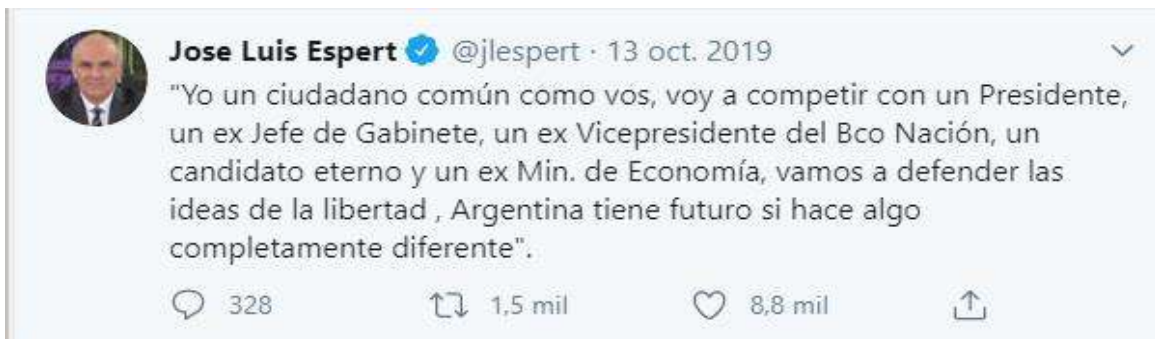 Jose Luis Espert @jlespert · 13 oct. 2019
"Yo un ciudadano común como vos, voy a competir con un Presidente,
un ex Jefe de Gabinete, un ex Vicepresidente del Bco Nación, un
candidato eterno y un ex Min. de Economía, vamos a defender las
ideas de la libertad , Argentina tiene futuro si hace algo
completamente diferente".
328 1,5 mil 8,8 mil